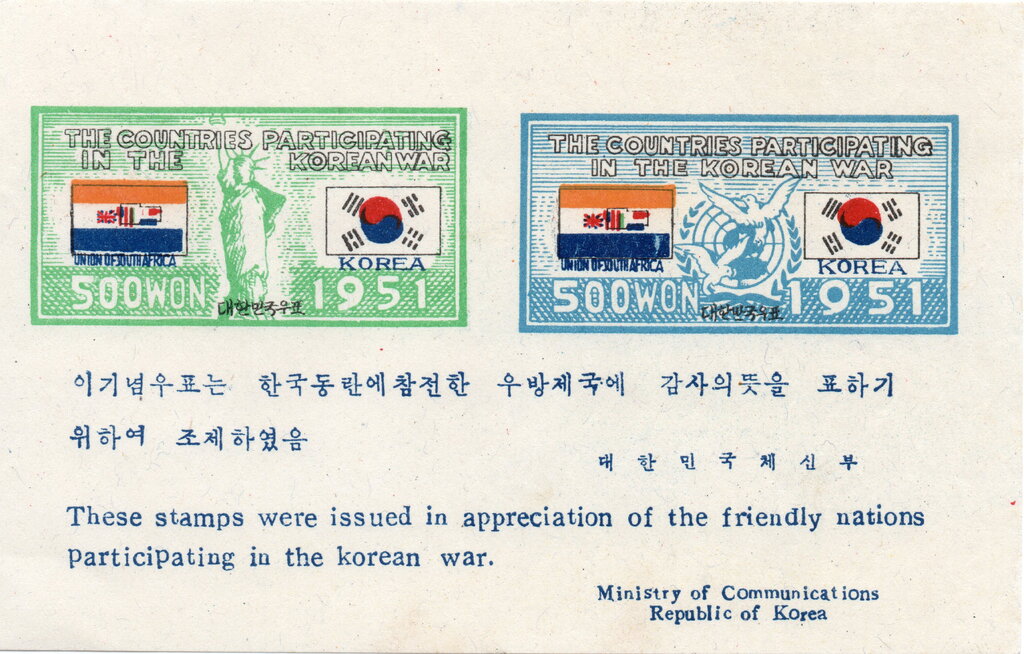 THE COUNTRIES PARTICIPATING
IN THE KOREAN WAR
UNION OF SOUTH AFRICA
KOREA
500WON 1951
대한민국우표
THE COUNTRIES PARTICIPATING
IN THE KOREAN WAR
UNION OF SOUTH AFRICA
KOREA
500WON 1951
대한민국우표
이기념우표는 한국동란에참전한 우방제국에 감사의뜻을 표하기
위하여 조제하였음
대한민국체신부
These stamps were issued in appreciation of the friendly nations
participating in the korean war.
Ministry of Communications
Republic of Korea